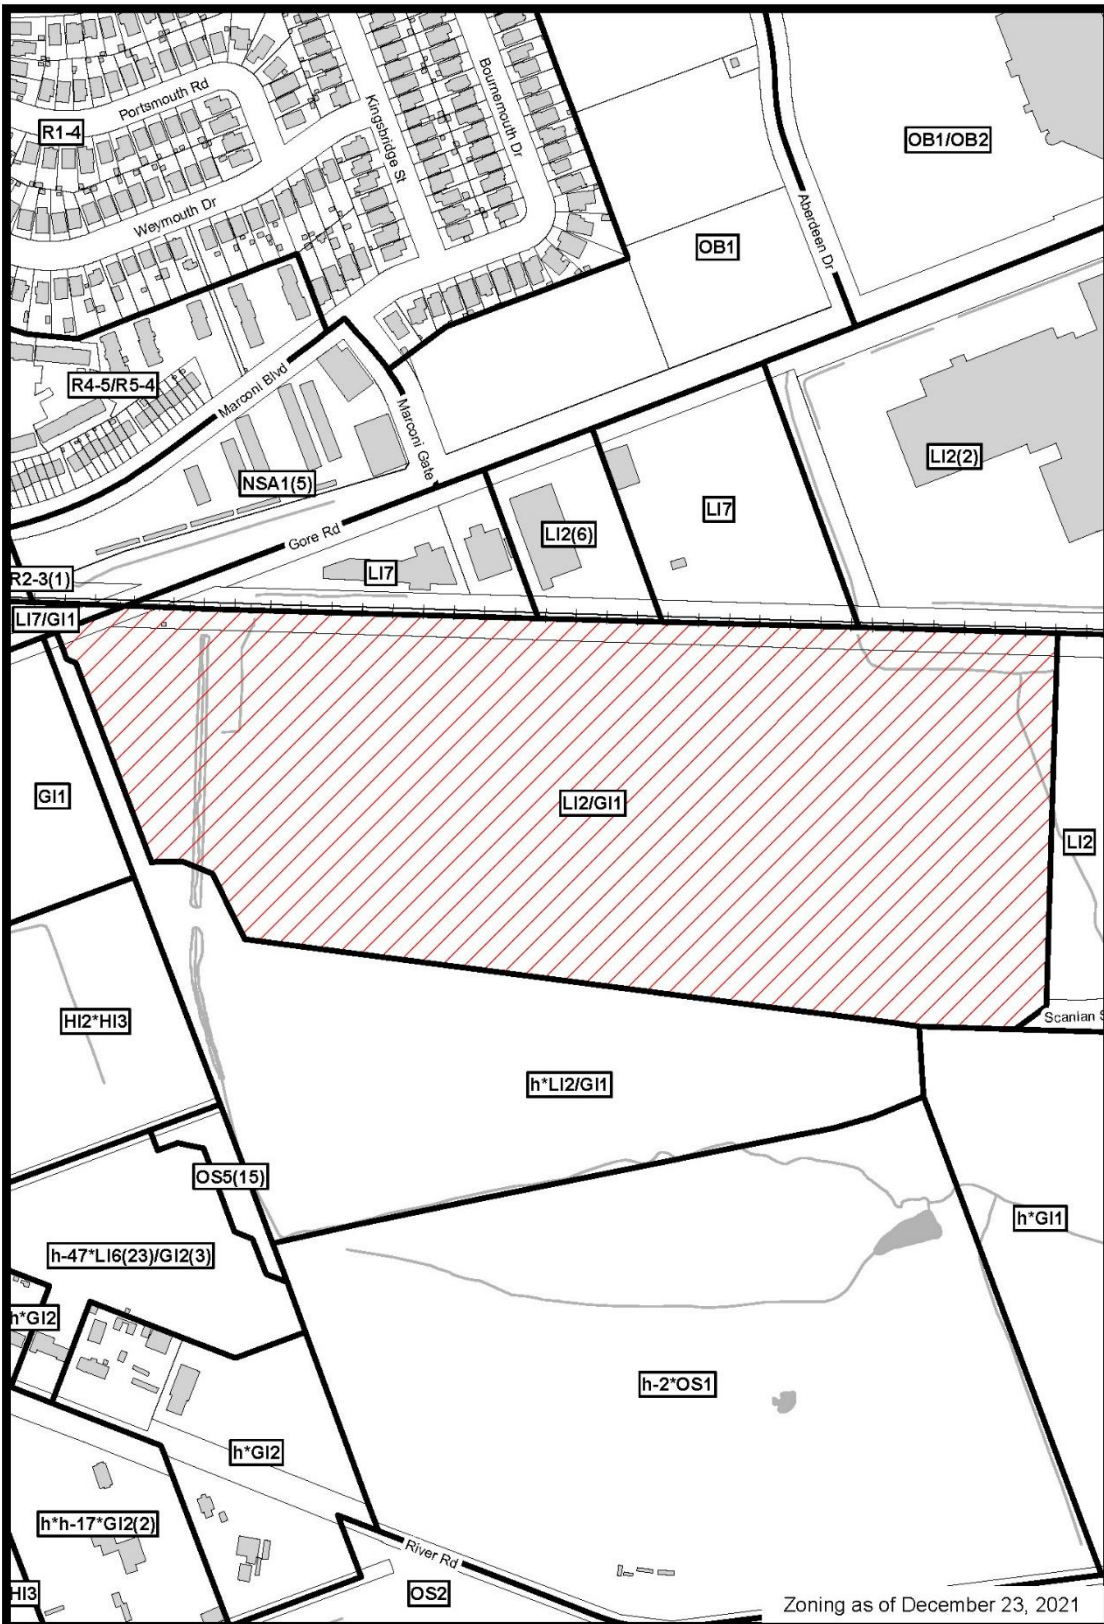 Portsmouth Rd
R1-4
Kingsbridge St
Bournemouth Dr
OB1/OB2
Weymouth Dr
Aberdeen Dr
OB1
R4-5/R5-4
Marconi Blvd
Marconi Gate
LI2(2)
NSA1(5)
LI7
LI2(6)
Gore Rd
LI7
R2-3(1)
LI7/GI1
GI1
LI2/GI1
LI2
HI2*HI3
Scanlan S
h*LI2/GI1
OS5(15)
h*GI1
h-47*LI6(23)/GI2(3)
h*GI2
h-2*OS1
h*GI2
h*h-17*GI2(2)
River Rd
HI3
OS2
Zoning as of December 23, 2021